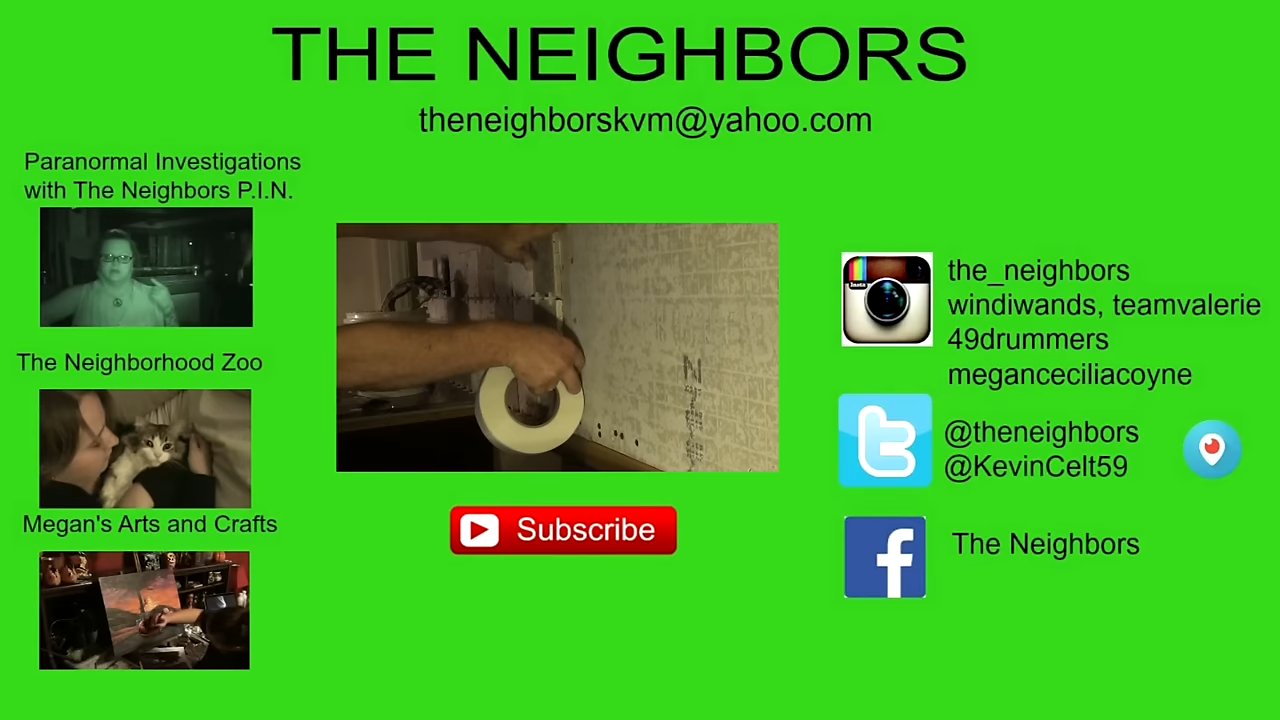 THE NEIGHBORS
theneighborskvm@yahoo.com
Paranormal Investigations
with The Neighbors P.I.N.
The Neighborhood Zoo
Megan's Arts and Crafts
Subscribe
Insta
the_neighbors
windiwands, teamvalerie
49drummers
meganceciliacoyne
@theneighbors
@KevinCelt59
The Neighbors